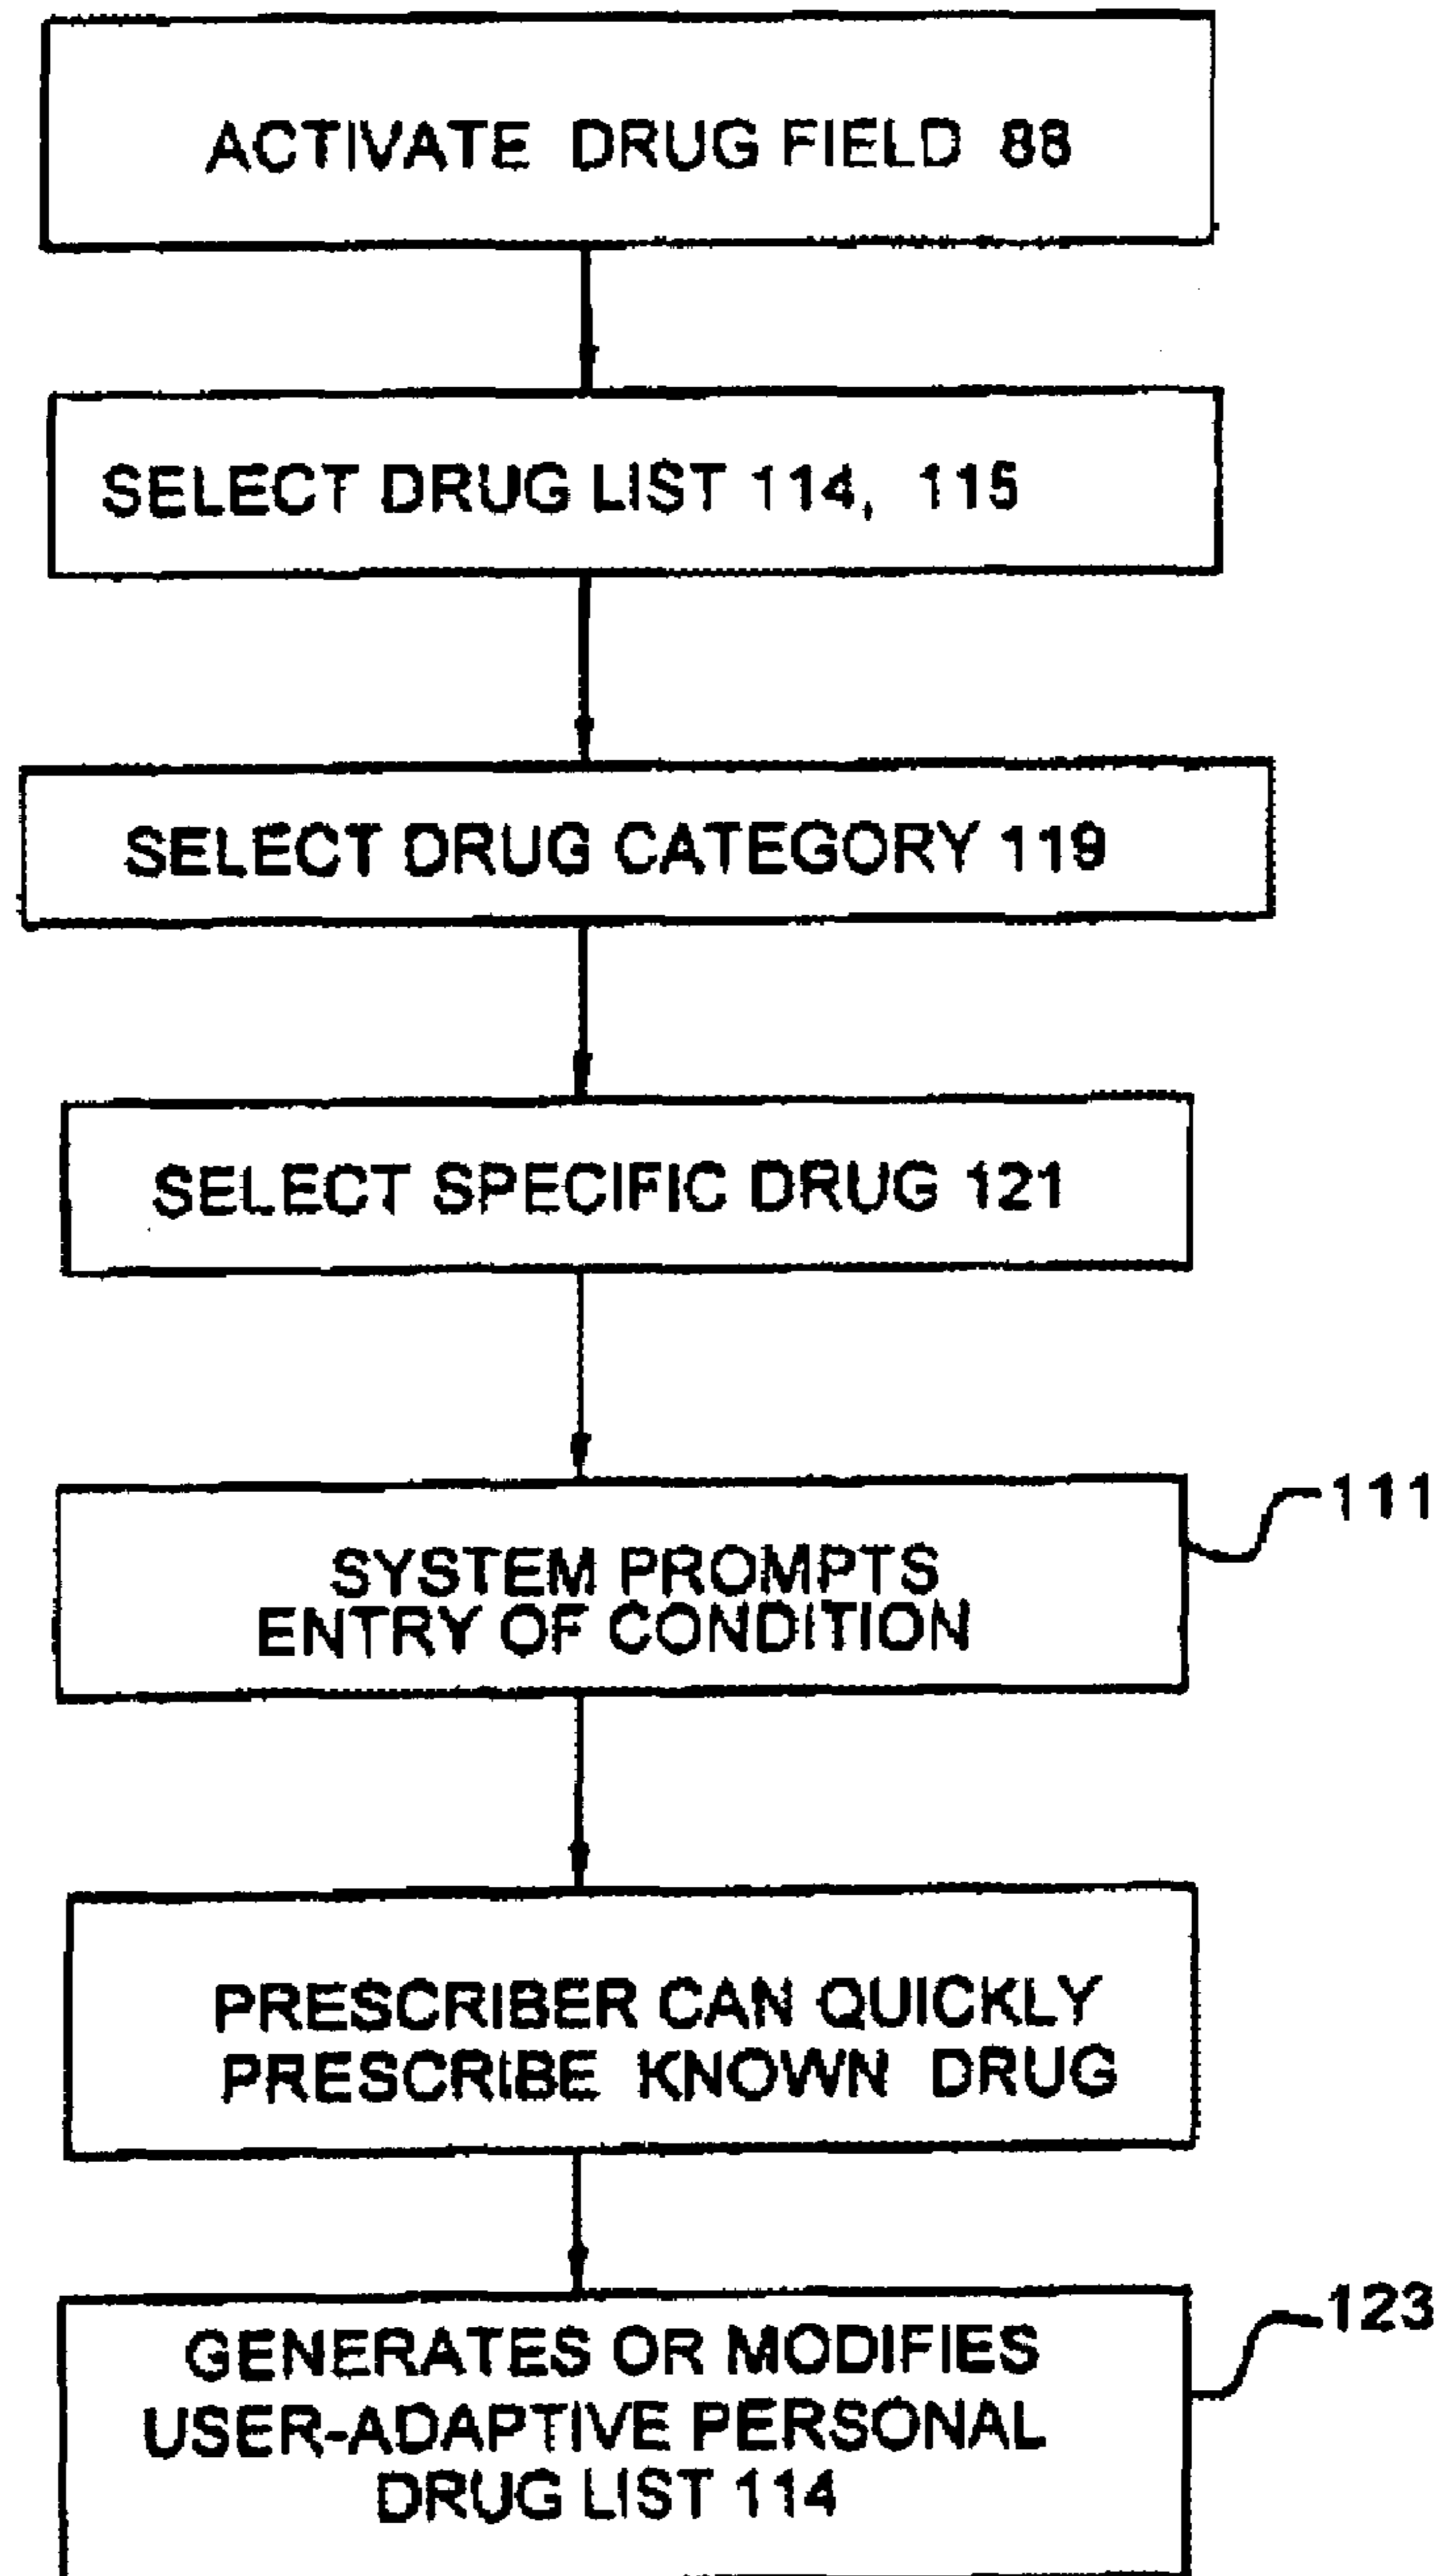 ACTIVATE DRUG FIELD 88
SELECT DRUG LIST 114, 115
SELECT DRUG CATEGORY 119
SELECT SPECIFIC DRUG 121
111
SYSTEM PROMPTS
ENTRY OF CONDITION
PRESCRIBER CAN QUICKLY
PRESCRIBE KNOWN DRUG
123
GENERATES OR MODIFIES
USER-ADAPTIVE PERSONAL
DRUG LIST 114